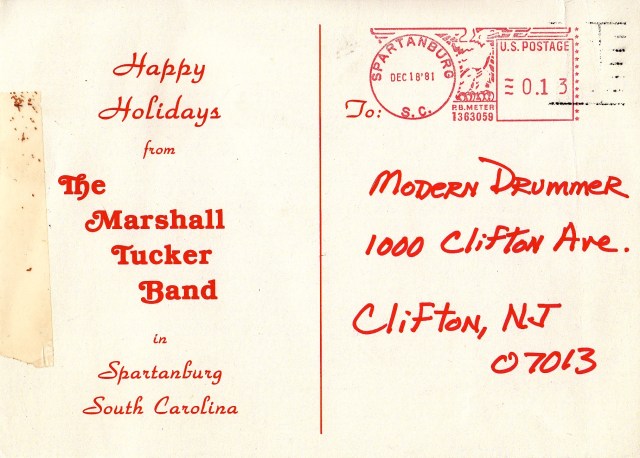 Happy
Holidays
from
The
Marshall
Tucker
Band
in
Spartanburg
South Carolina
SPARTANBURG
DEC 18 '81
S.C.
P.B. METER
1363059
U.S. POSTAGE
0.13
To:
Modern Drummer
1000 Clifton Ave.
Clifton, NJ
07013